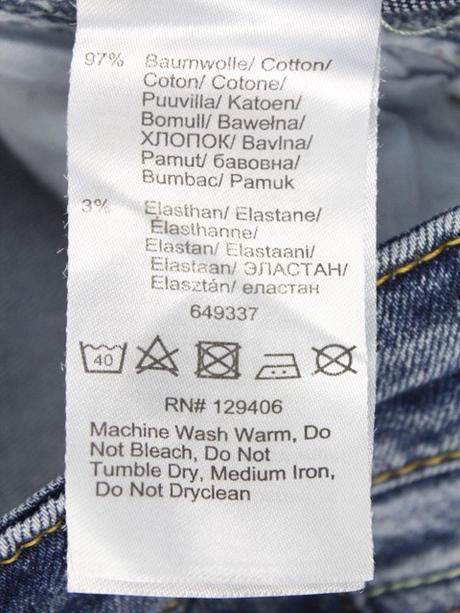 97% Baumwolle/ Cotton/
Coton/ Cotone/
Puuvilla/ Katoen/
Bomull/ Bawełna/
ХЛОПОК/ Bavlna/
Pamut/ бавовна/
Bumbac/ Pamuk
3% Elasthan/ Elastane/
Élasthanne/
Elastan/ Elastaani/
Elastaan/ ЭЛАСТАН/
Elasztán/ еластан
649337
40
RN# 129406
Machine Wash Warm, Do
Not Bleach, Do Not
Tumble Dry, Medium Iron,
Do Not Dryclean